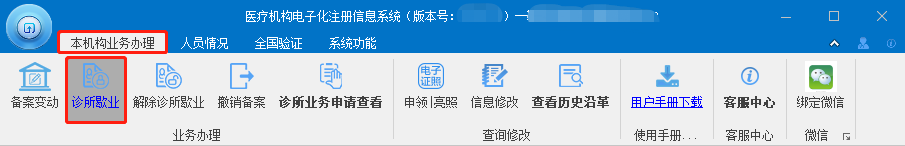 医疗机构电子化注册信息系统（版本号：
本机构业务办理 人员情况 全国验证 系统功能
电子证照
备案变动 诊所歇业 解除诊所歇业 撤销备案 诊所业务申请查看 申领|亮照 信息修改 查看历史沿革 用户手册下载 客服中心 绑定微信
业务办理 查询修改 使用手册... 客服中心 微信